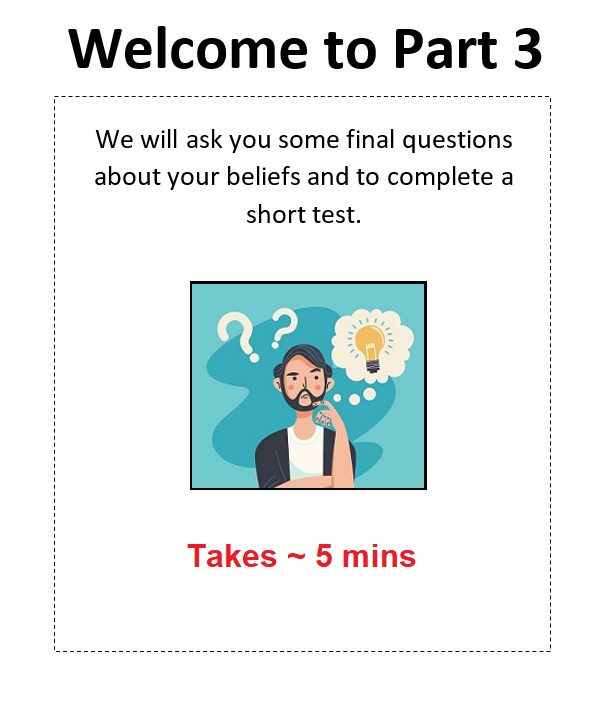 Welcome to Part 3
We will ask you some final questions
about your beliefs and to complete a
short test.
Takes ~ 5 mins